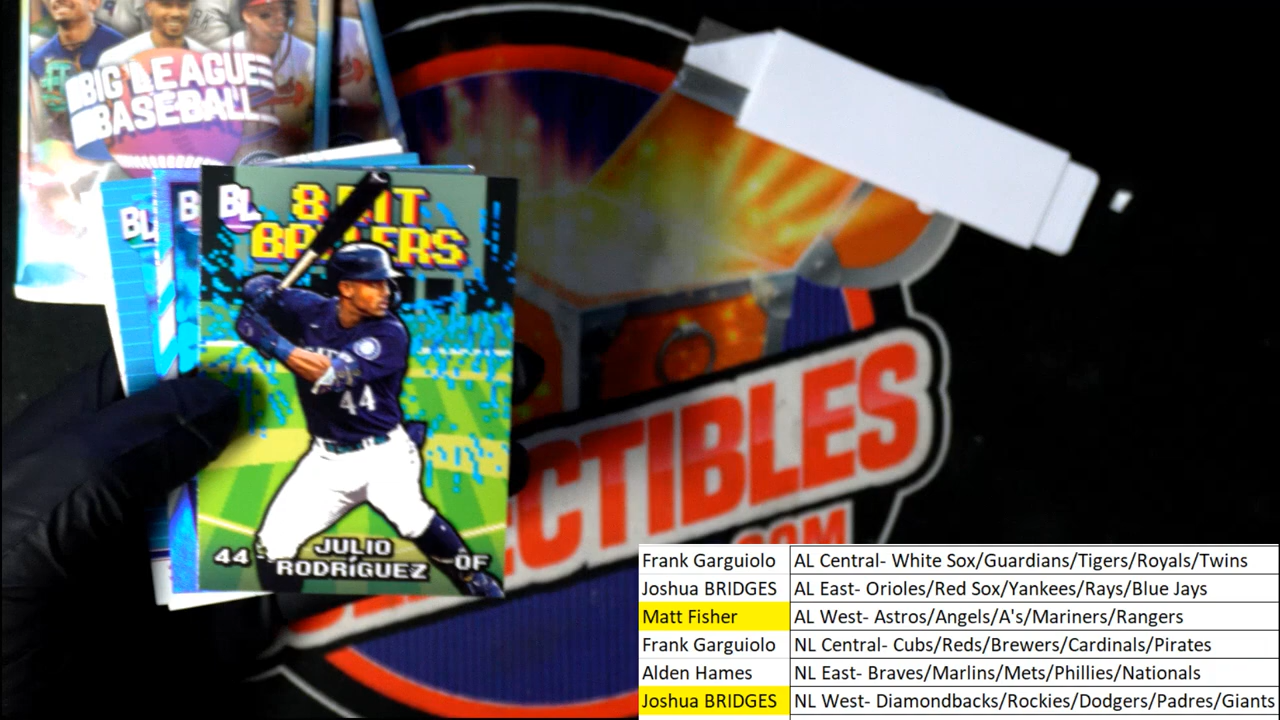 BIG LEAGUE
BASEBALL
BL
B
BL
8 BIT
BALLERS
44
44
JULIO
RODRÍGUEZ
OF
ECTIBLES
.COM
Frank Garguiolo AL Central- White Sox/Guardians/Tigers/Royals/Twins
Joshua BRIDGES AL East- Orioles/Red Sox/Yankees/Rays/Blue Jays
Matt Fisher AL West- Astros/Angels/A's/Mariners/Rangers
Frank Garguiolo NL Central- Cubs/Reds/Brewers/Cardinals/Pirates
Alden Hames NL East- Braves/Marlins/Mets/Phillies/Nationals
Joshua BRIDGES NL West- Diamondbacks/Rockies/Dodgers/Padres/Giants